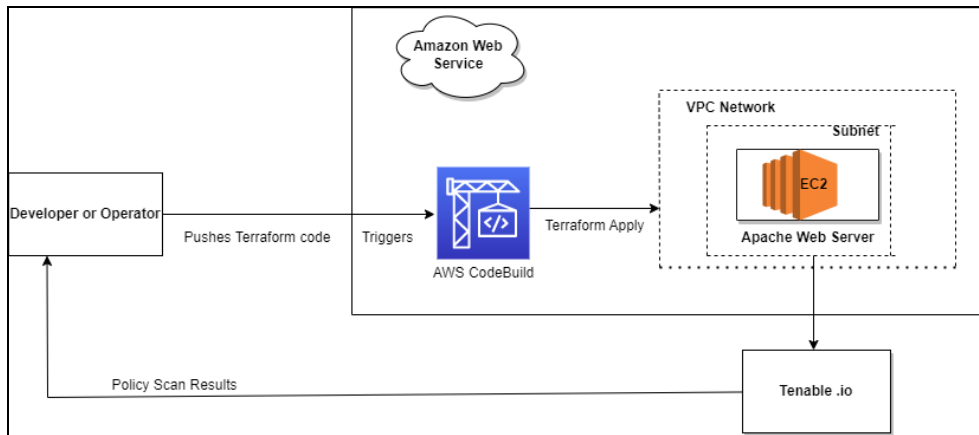 Amazon Web
Service
VPC Network
Subnet
EC2
Developer or Operator
Pushes Terraform code
Triggers
</>
Terraform Apply
Apache Web Server
AWS CodeBuild
Policy Scan Results
Tenable .io